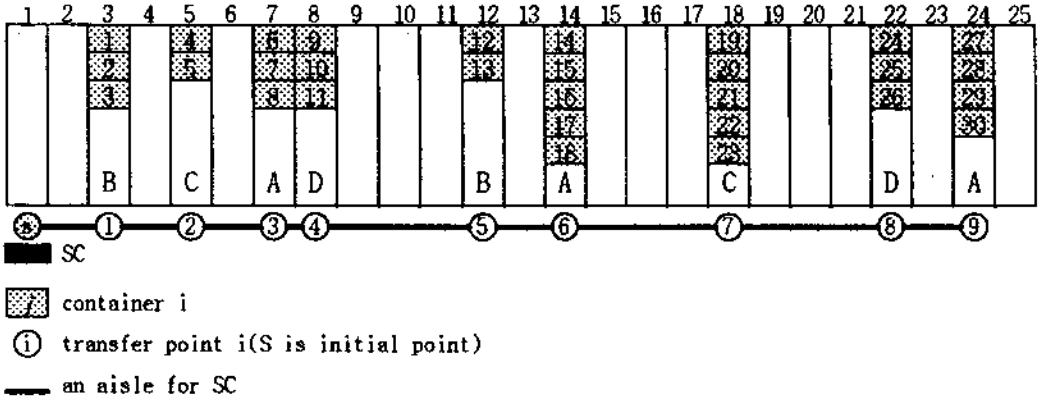 1 2 3 4 5 6 7 8 9 10 11 12 13 14 15 16 17 18 19 20 21 22 23 24 25
1 4 6 9 12 14 19 24 27
2 5 7 10 13 15 20 25 28
3 8 11 16 21 26 29
17 22 30
18 23
B C A D B A C D A
S 1 2 3 4 5 6 7 8 9
SC
i container i
i transfer point i(S is initial point)
an aisle for SC